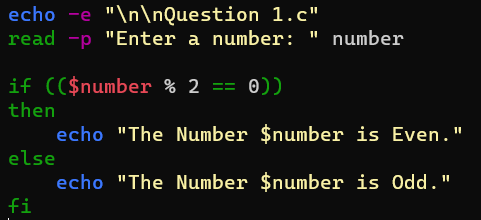 echo -e "\n\nQuestion 1.c"
read -p "Enter a number: " number
if (($number % 2 == 0))
then
echo "The Number $number is Even."
else
echo "The Number $number is Odd."
fi